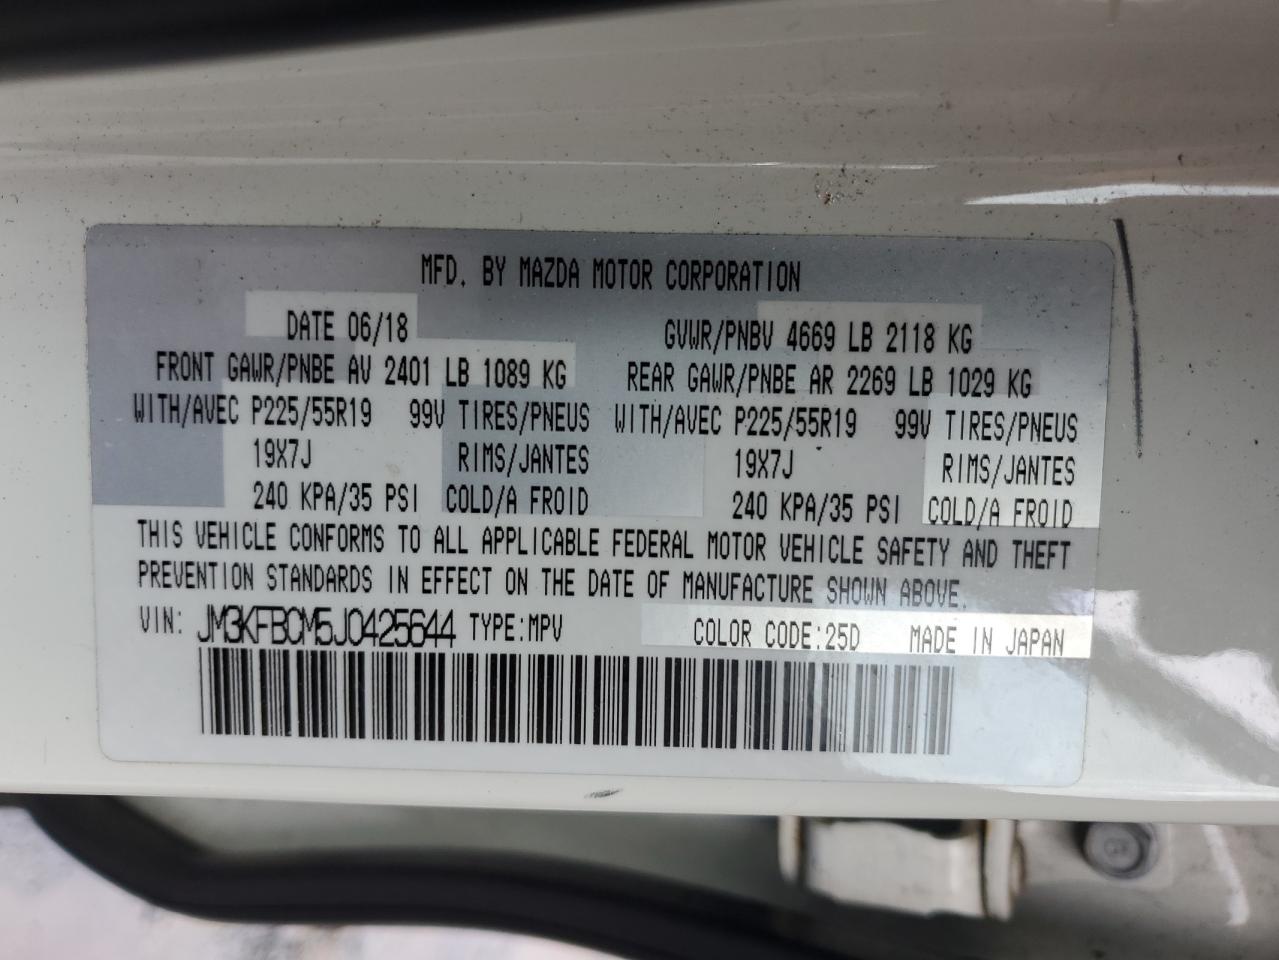 MFD. BY MAZDA MOTOR CORPORATION
DATE 06/18 GVWR/PNBV 4669 LB 2118 KG
FRONT GAWR/PNBE AV 2401 LB 1089 KG REAR GAWR/PNBE AR 2269 LB 1029 KG
WITH/AVEC P225/55R19 99V TIRES/PNEUS WITH/AVEC P225/55R19 99V TIRES/PNEUS
19X7J RIMS/JANTES 19X7J RIMS/JANTES
240 KPA/35 PSI COLD/A FROID 240 KPA/35 PSI COLD/A FROID
THIS VEHICLE CONFORMS TO ALL APPLICABLE FEDERAL MOTOR VEHICLE SAFETY AND THEFT
PREVENTION STANDARDS IN EFFECT ON THE DATE OF MANUFACTURE SHOWN ABOVE.
VIN: JM3KFBCM5J0425644 TYPE:MPV COLOR CODE:25D MADE IN JAPAN